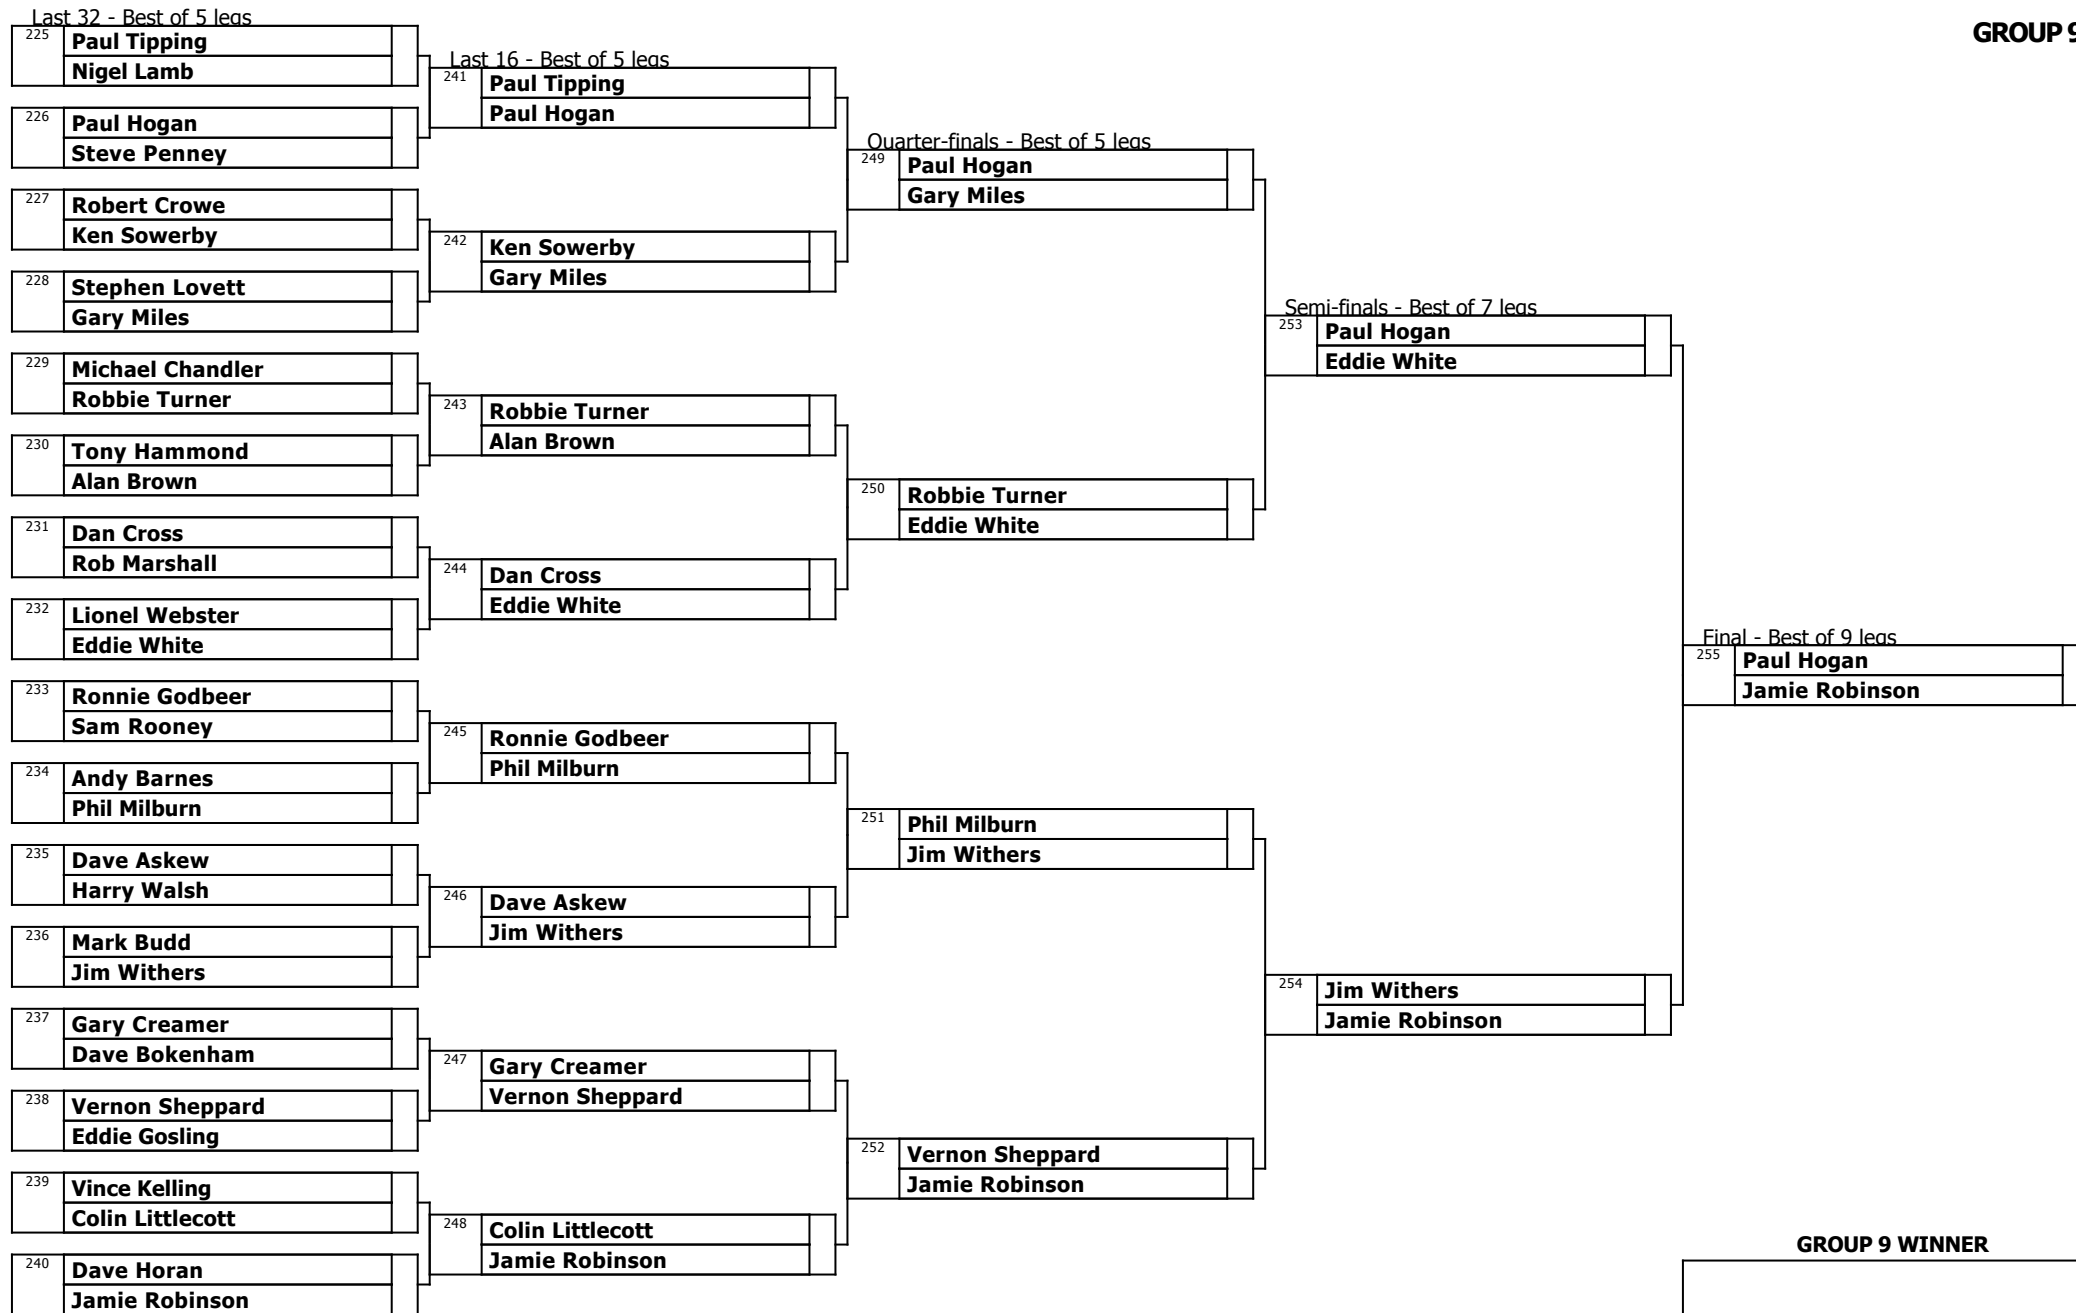 Last 32 - Best of 5 legs
225
Paul Tipping
Nigel Lamb
226
Paul Hogan
Steve Penney
227
Robert Crowe
Ken Sowerby
228
Stephen Lovett
Gary Miles
229
Michael Chandler
Robbie Turner
230
Tony Hammond
Alan Brown
231
Dan Cross
Rob Marshall
232
Lionel Webster
Eddie White
233
Ronnie Godbeer
Sam Rooney
234
Andy Barnes
Phil Milburn
235
Dave Askew
Harry Walsh
236
Mark Budd
Jim Withers
237
Gary Creamer
Dave Bokenham
238
Vernon Sheppard
Eddie Gosling
239
Vince Kelling
Colin Littlecott
240
Dave Horan
Jamie Robinson
Last 16 - Best of 5 legs
241
Paul Tipping
Paul Hogan
242
Ken Sowerby
Gary Miles
243
Robbie Turner
Alan Brown
244
Dan Cross
Eddie White
245
Ronnie Godbeer
Phil Milburn
246
Dave Askew
Jim Withers
247
Gary Creamer
Vernon Sheppard
248
Colin Littlecott
Jamie Robinson
Quarter-finals - Best of 5 legs
249
Paul Hogan
Gary Miles
250
Robbie Turner
Eddie White
251
Phil Milburn
Jim Withers
252
Vernon Sheppard
Jamie Robinson
Semi-finals - Best of 7 legs
253
Paul Hogan
Eddie White
254
Jim Withers
Jamie Robinson
GROUP 9
Final - Best of 9 legs
255
Paul Hogan
Jamie Robinson
GROUP 9 WINNER